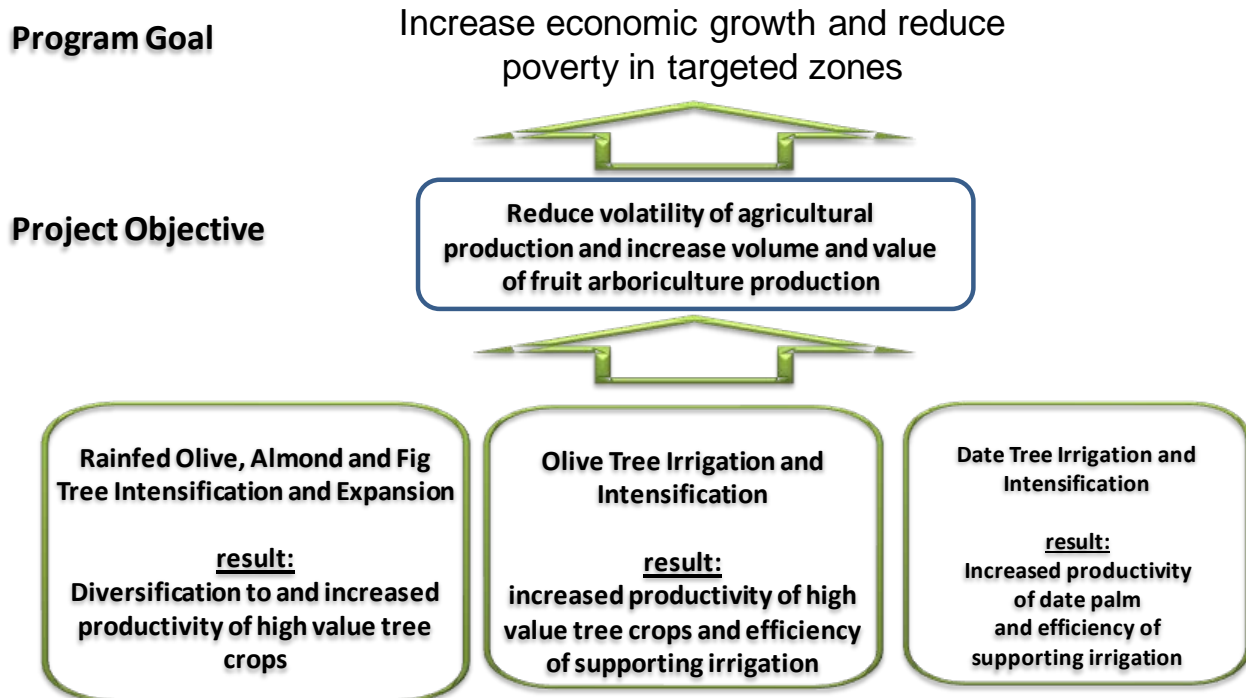 Program Goal
Increase economic growth and reduce
poverty in targeted zones
Project Objective
Reduce volatility of agricultural
production and increase volume and value
of fruit arboriculture production
Rainfed Olive, Almond and Fig
Tree Intensification and Expansion
result:
Diversification to and increased
productivity of high value tree
crops
Olive Tree Irrigation and
Intensification
result:
increased productivity of high
value tree crops and efficiency
of supporting irrigation
Date Tree Irrigation and
Intensification
result:
Increased productivity
of date palm
and efficiency of
supporting irrigation